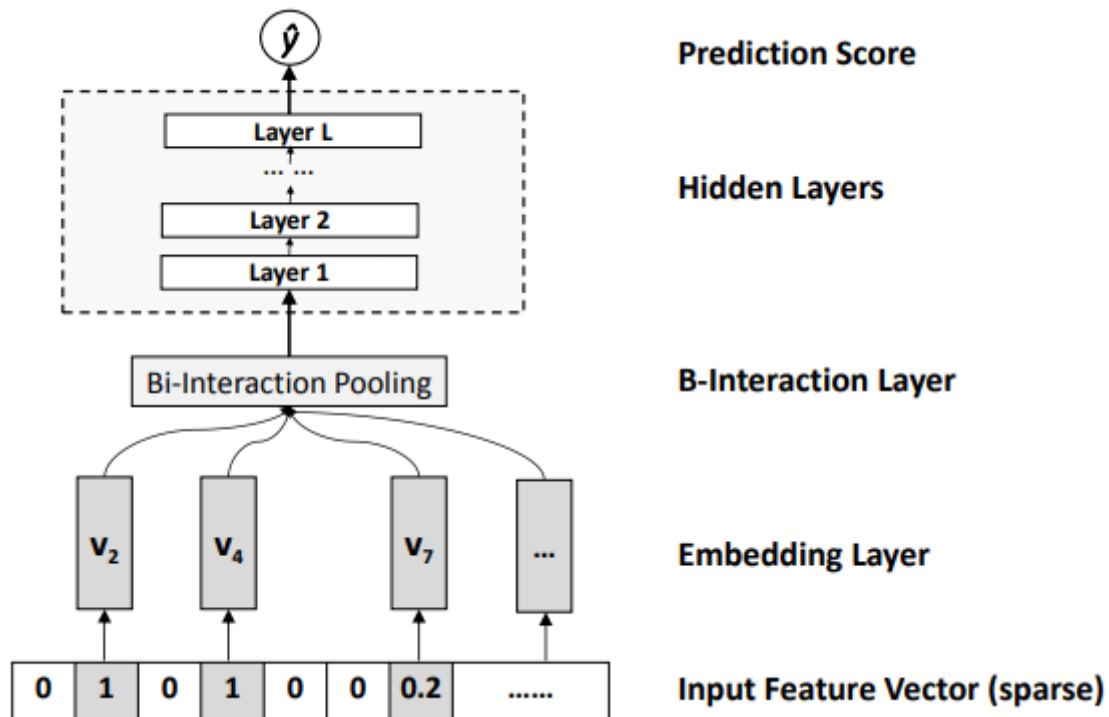 ŷ Prediction Score
Layer L
... ...
Hidden Layers
Layer 2
Layer 1
Bi-Interaction Pooling B-Interaction Layer
v2 v4 v7 ... Embedding Layer
0 1 0 1 0 0 0.2 ...... Input Feature Vector (sparse)